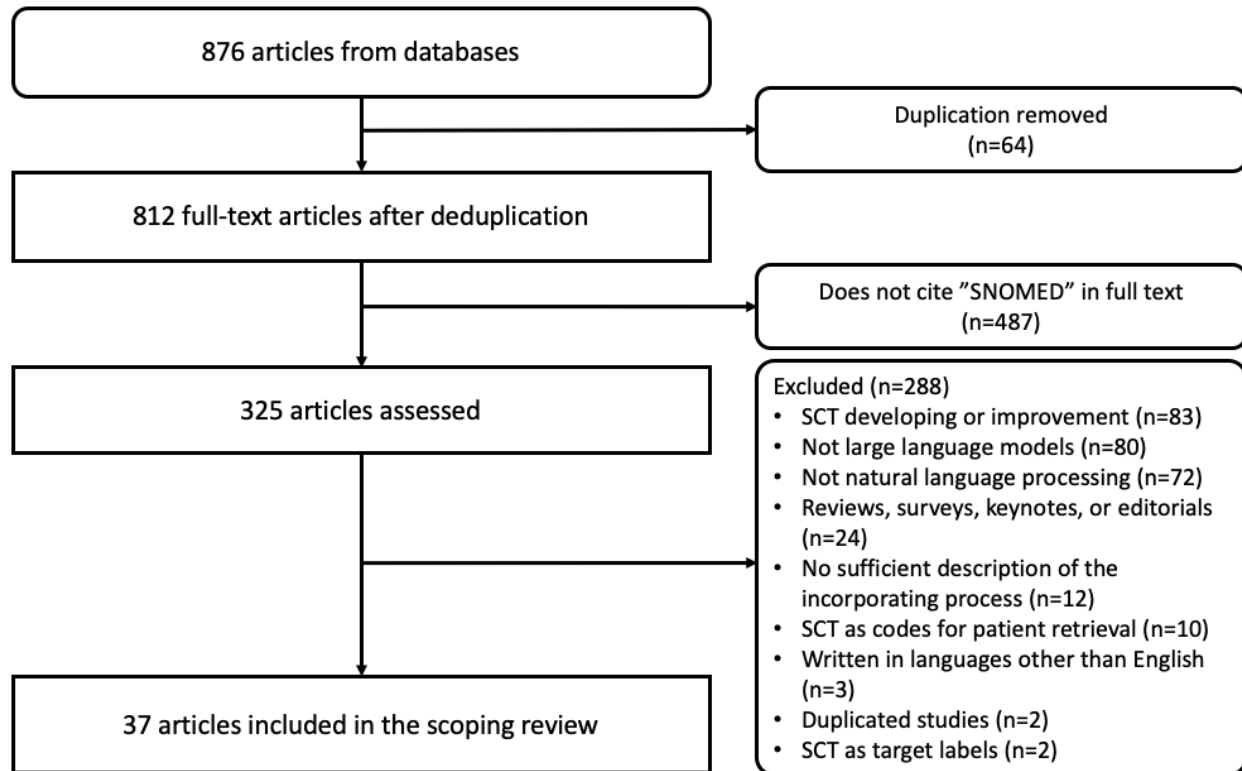 876 articles from databases
Duplication removed
(n=64)
812 full-text articles after deduplication
Does not cite ”SNOMED” in full text
(n=487)
325 articles assessed
Excluded (n=288)
• SCT developing or improvement (n=83)
• Not large language models (n=80)
• Not natural language processing (n=72)
• Reviews, surveys, keynotes, or editorials
(n=24)
• No sufficient description of the
incorporating process (n=12)
• SCT as codes for patient retrieval (n=10)
• Written in languages other than English
(n=3)
• Duplicated studies (n=2)
• SCT as target labels (n=2)
37 articles included in the scoping review